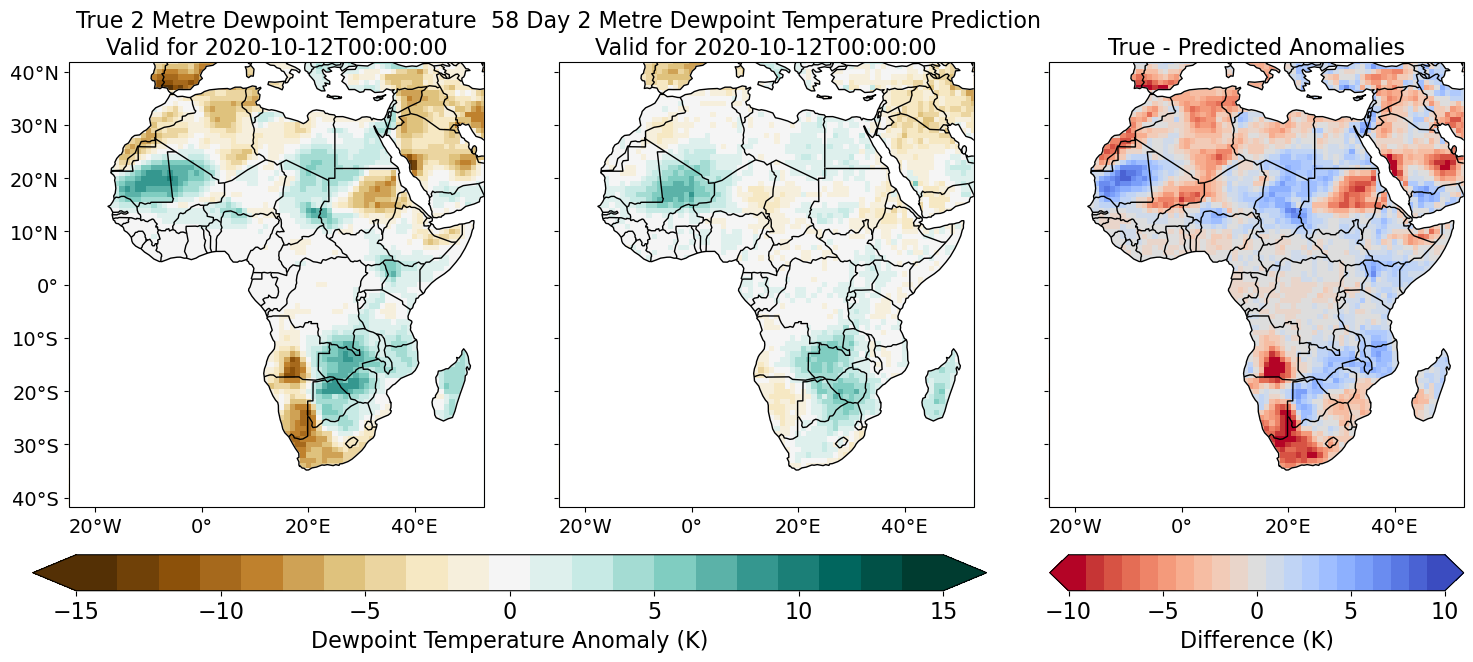 True 2 Metre Dewpoint Temperature
Valid for 2020-10-12T00:00:00
58 Day 2 Metre Dewpoint Temperature Prediction
Valid for 2020-10-12T00:00:00
True - Predicted Anomalies
40°N
30°N
20°N
10°N
0°
10°S
20°S
30°S
40°S
20°W 0° 20°E 40°E
20°W 0° 20°E 40°E
20°W 0° 20°E 40°E
−15 −10 −5 0 5 10 15
Dewpoint Temperature Anomaly (K)
−10 −5 0 5 10
Difference (K)